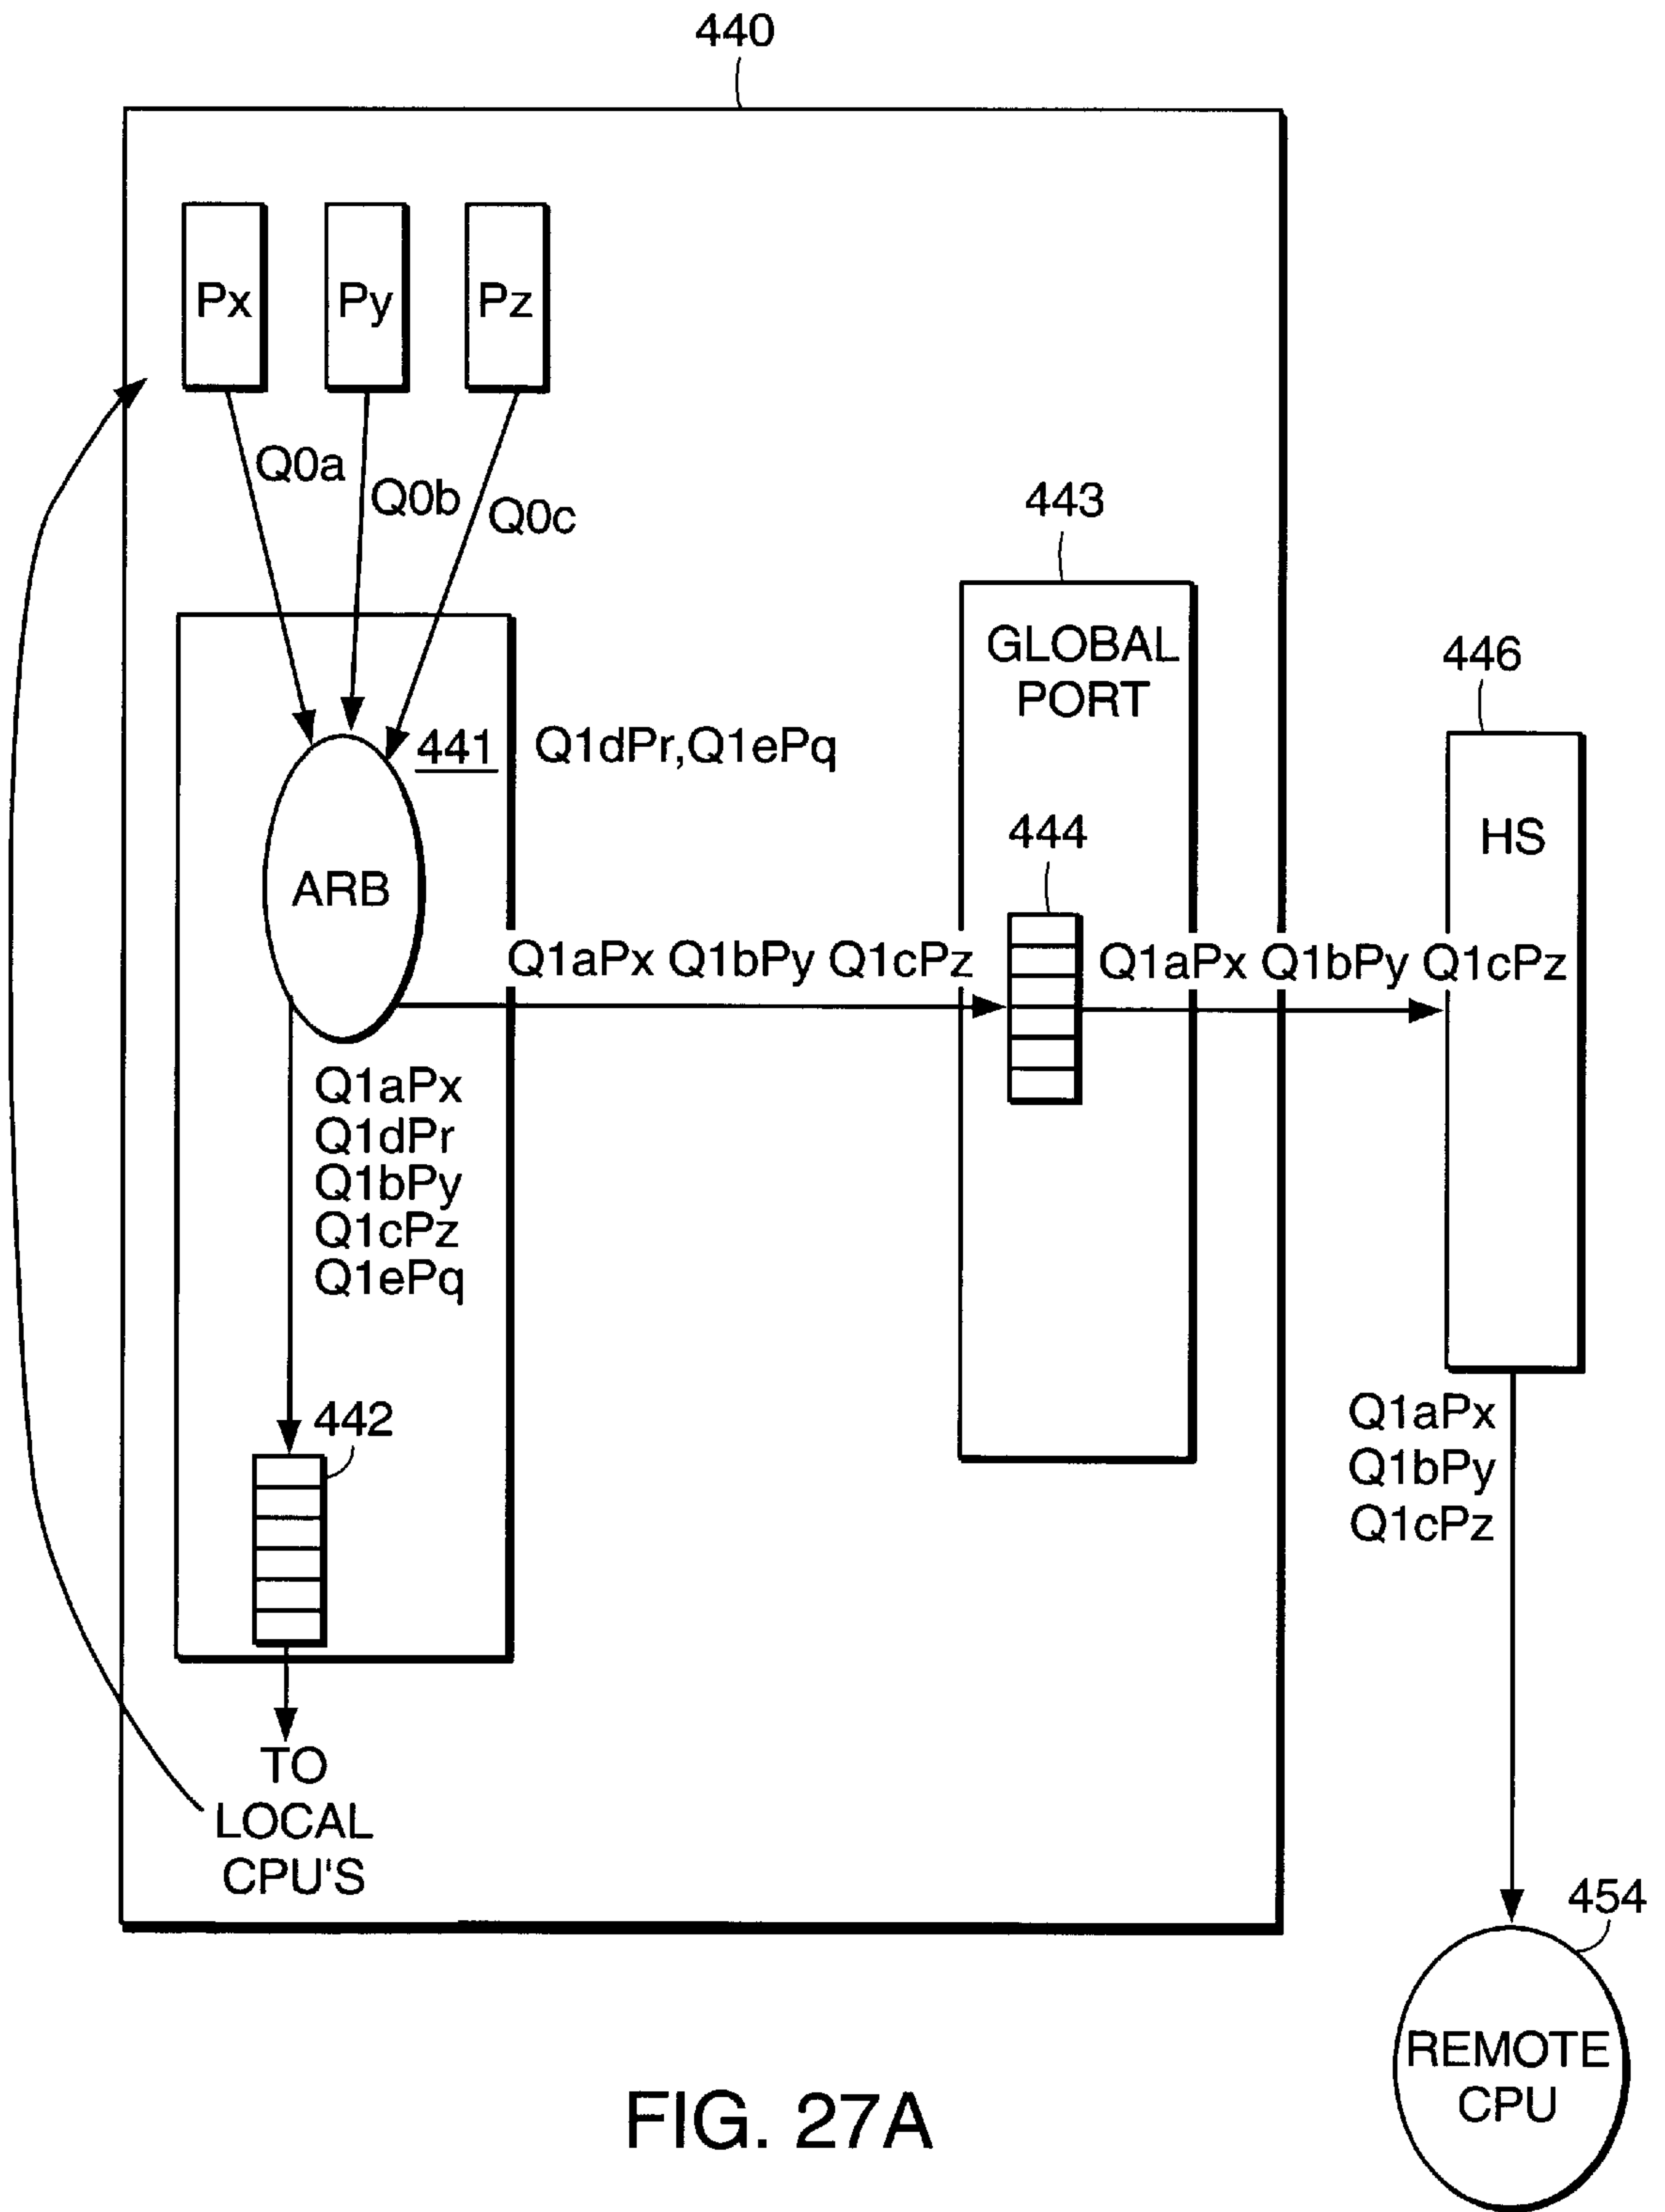 440
Px
Py
Pz
Q0a
Q0b
Q0c
443
GLOBAL
PORT
446
441
Q1dPr,Q1ePq
444
HS
ARB
Q1aPx Q1bPy Q1cPz
Q1aPx Q1bPy Q1cPz
Q1aPx
Q1dPr
Q1bPy
Q1cPz
Q1ePq
442
Q1aPx
Q1bPy
Q1cPz
TO
LOCAL
CPU'S
454
REMOTE
CPU
FIG. 27A